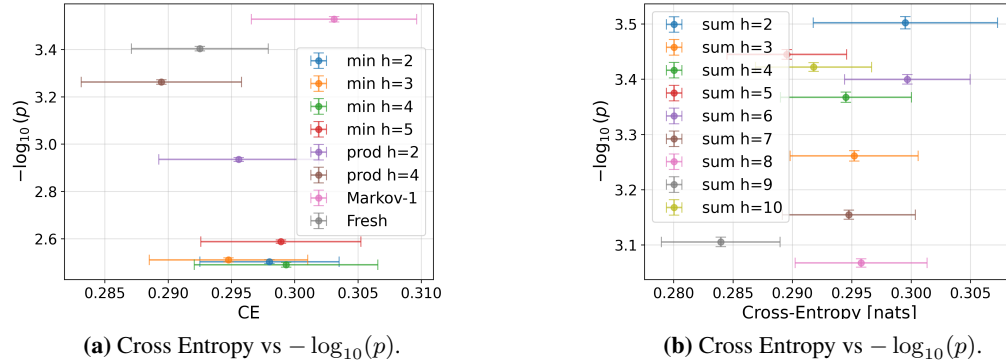 3.4
3.2
3.0
2.8
2.6
−log₁₀(p)
min h=2
min h=3
min h=4
min h=5
prod h=2
prod h=4
Markov-1
Fresh
0.285 0.290 0.295 0.300 0.305 0.310
CE
(a) Cross Entropy vs − log₁₀(p).
3.5
3.4
3.3
3.2
3.1
−log₁₀(p)
sum h=2
sum h=3
sum h=4
sum h=5
sum h=6
sum h=7
sum h=8
sum h=9
sum h=10
0.280 0.285 0.290 0.295 0.300 0.305
Cross-Entropy [nats]
(b) Cross Entropy vs − log₁₀(p).